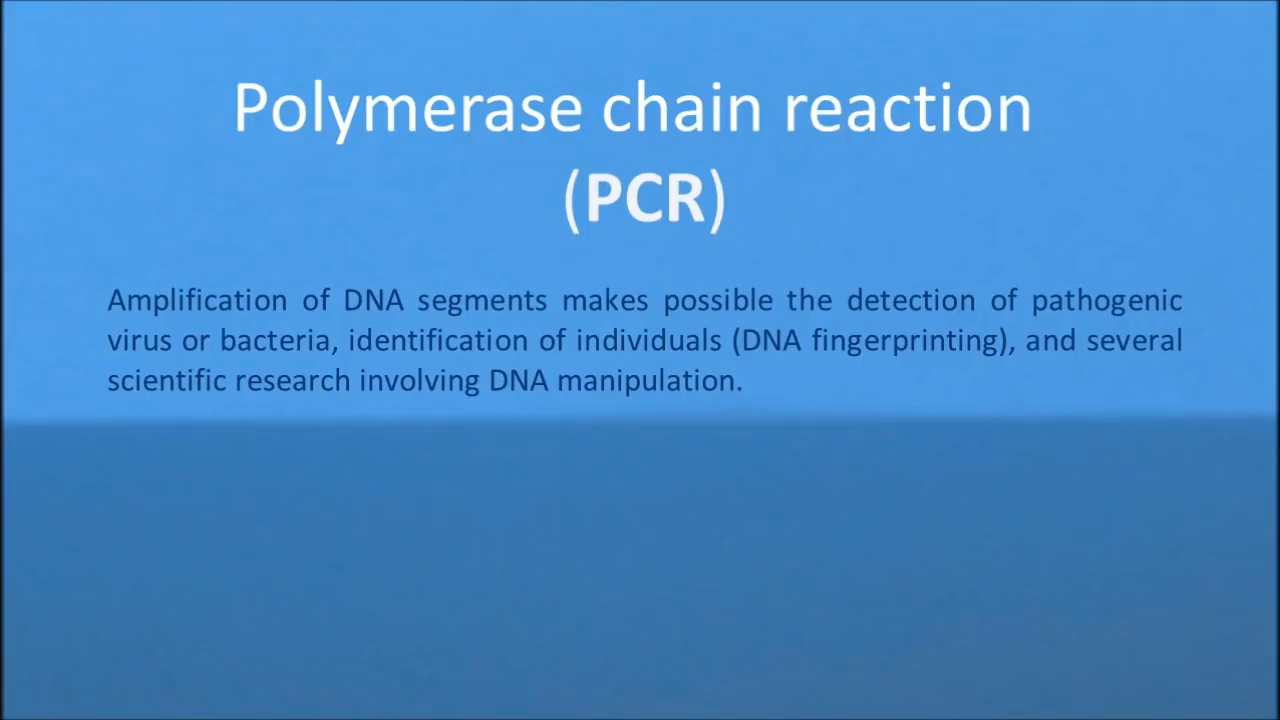 Polymerase chain reaction
(PCR)
Amplification of DNA segments makes possible the detection of pathogenic
virus or bacteria, identification of individuals (DNA fingerprinting), and several
scientific research involving DNA manipulation.